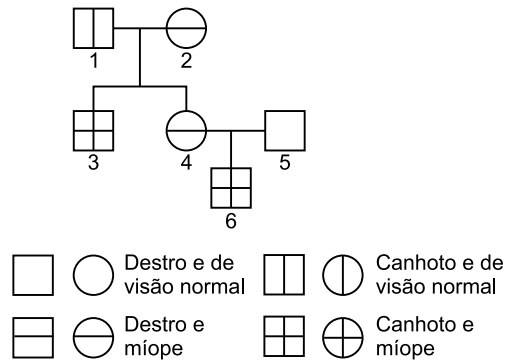 1
2
3
4
5
6
Destro e de
visão normal
Canhoto e de
visão normal
Destro e
míope
Canhoto e
míope